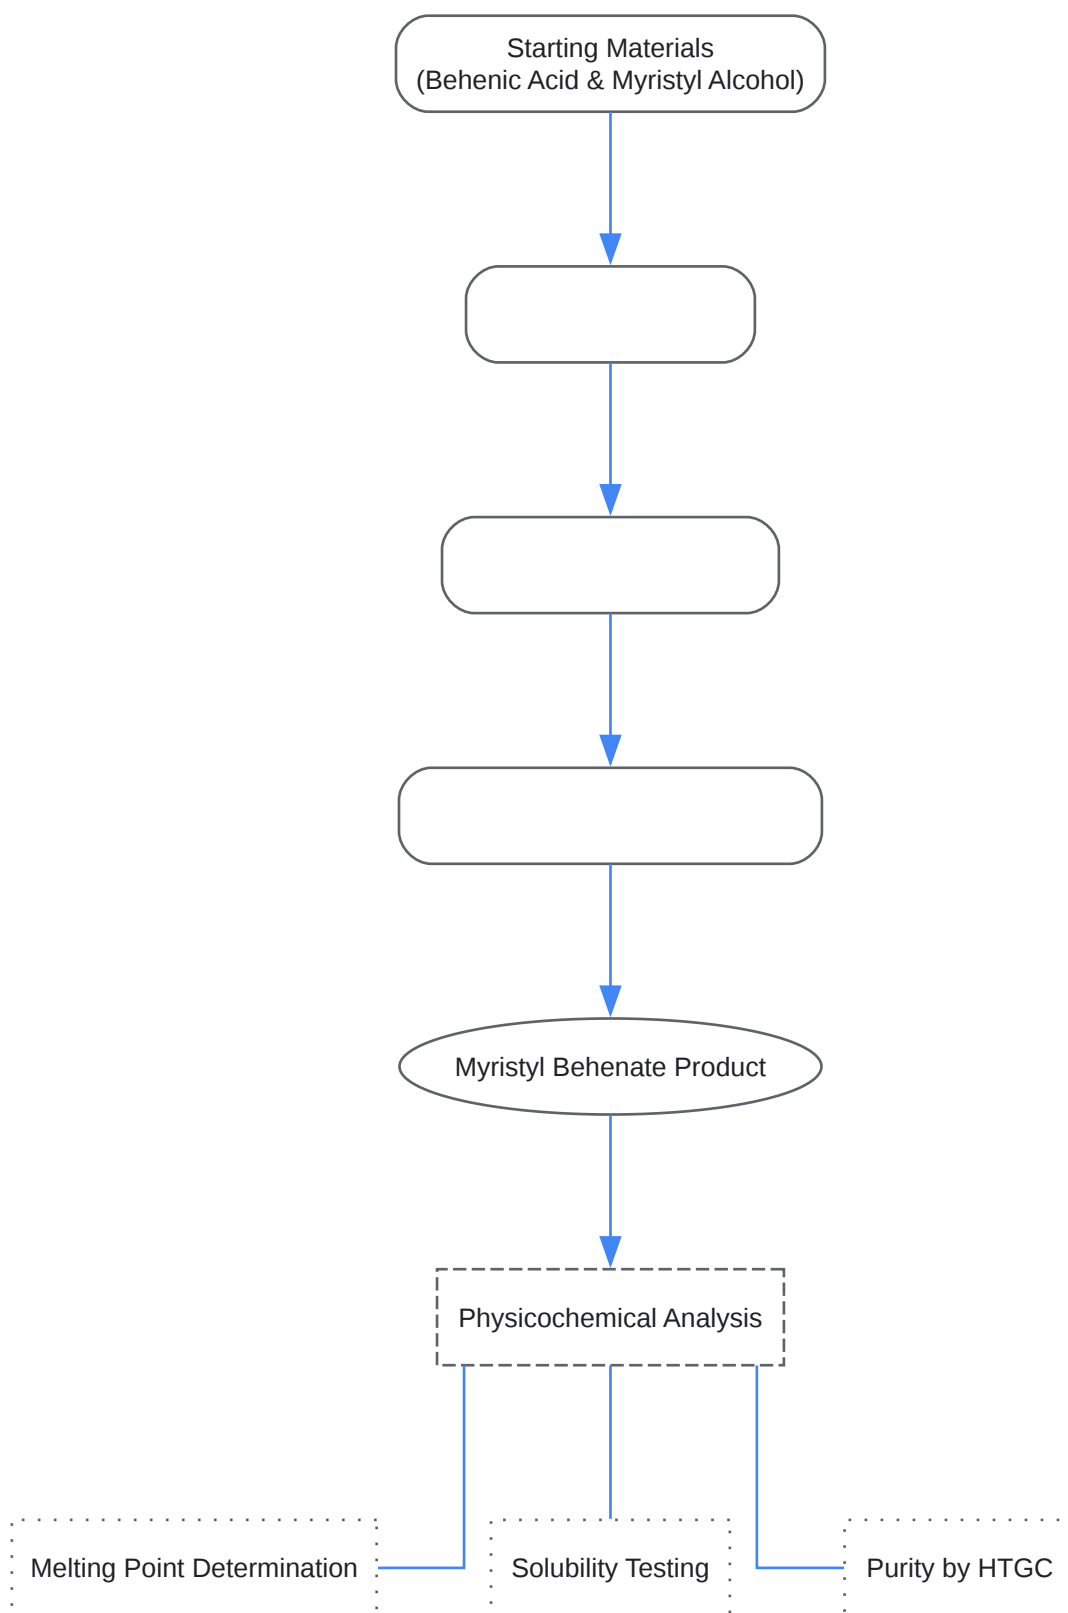 Starting Materials
(Behenic Acid & Myristyl Alcohol)
Myristyl Behenate Product
Physicochemical Analysis
Melting Point Determination
Solubility Testing
Purity by HTGC